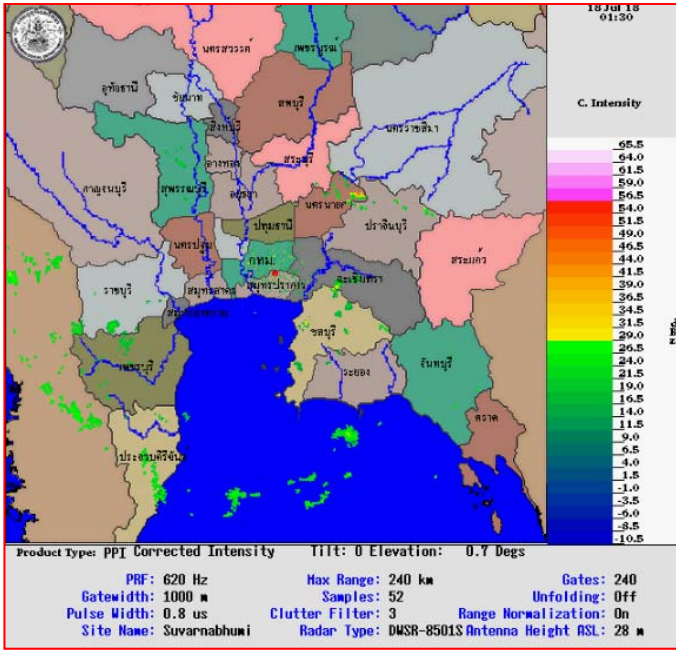 18 Jul 18
01:30
C. Intensity
นครสวรรค์
เพชรบูรณ์
อุทัยธานี
ชัยนาท
ลพบุรี
นครราชสีมา
สิงห์บุรี
อ่างทอง
สระบุรี
กาญจนบุรี
สุพรรณบุรี
อยุธยา
นครนายก
ปราจีนบุรี
ปทุมธานี
นครปฐม
กทม.
สระแก้ว
ราชบุรี
สมุทรสาคร
สมุทรปราการ
ฉะเชิงเทรา
สมุทรสงคราม
ชลบุรี
เพชรบุรี
ระยอง
จันทบุรี
ตราด
ประจวบคีรีขันธ์
65.5
64.0
61.5
59.0
56.5
54.0
51.5
49.0
46.5
44.0
41.5
39.0
36.5
34.0
31.5
29.0
26.5
24.0
21.5
19.0
16.5
14.0
11.5
9.0
6.5
4.0
1.5
-1.0
-3.5
-6.0
-8.5
-10.5
Product Type: PPI Corrected Intensity Tilt: 0 Elevation: 0.7 Degs
PRF: 620 Hz Max Range: 240 km Gates: 240
Gatewidth: 1000 m Samples: 52 Unfolding: Off
Pulse Width: 0.8 us Clutter Filter: 3 Range Normalization: On
Site Name: Suvarnabhumi Radar Type: DWSR-8501S Antenna Height ASL: 28 m